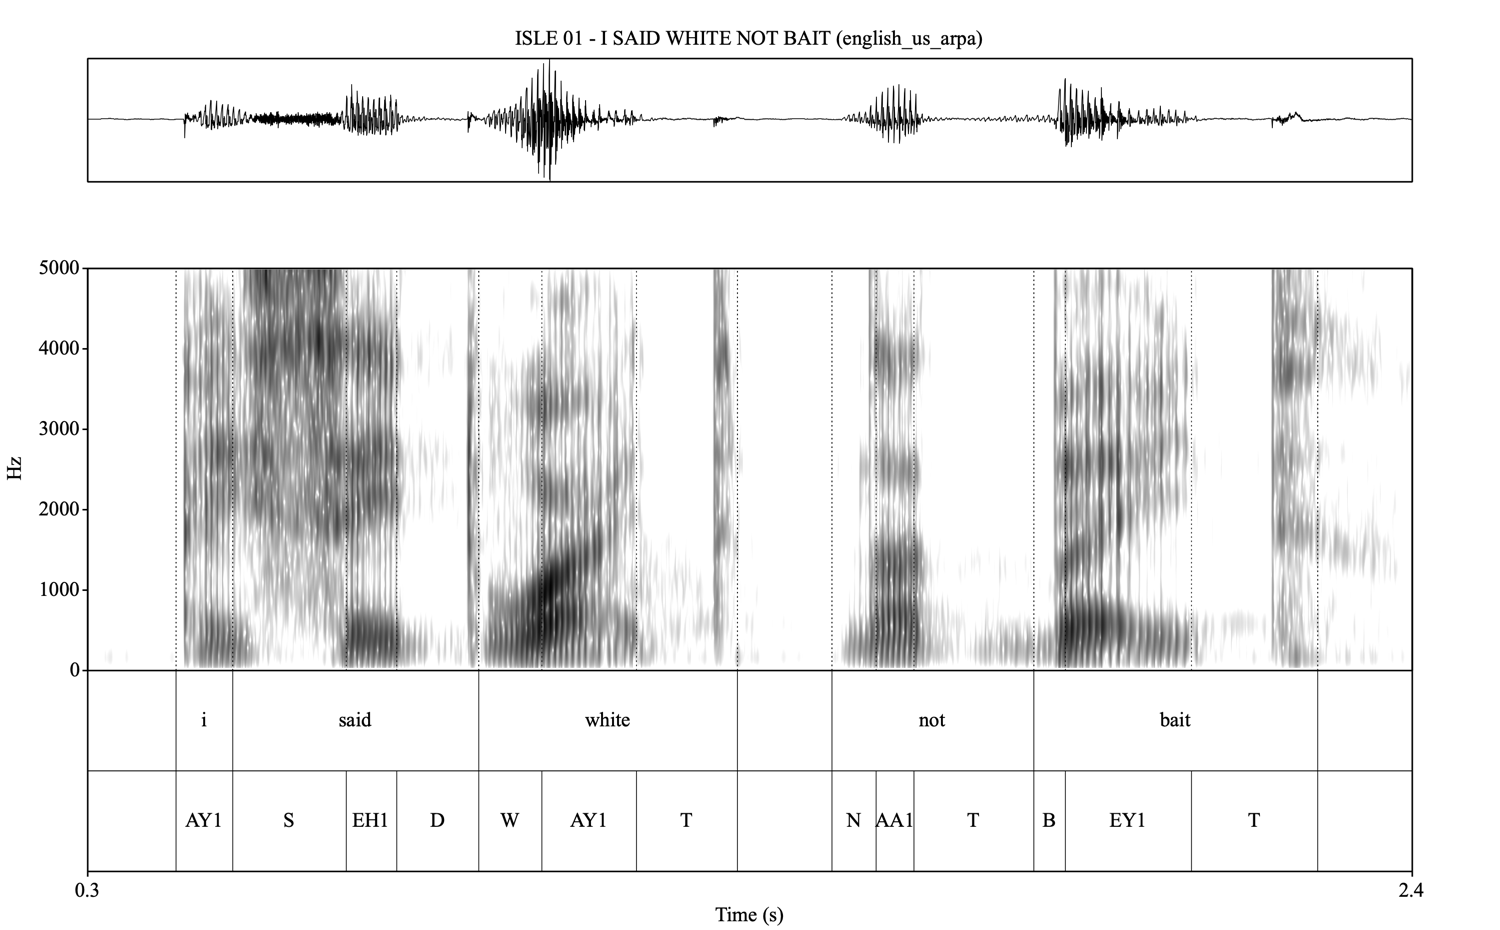 ISLE 01 - I SAID WHITE NOT BAIT (english_us_arpa)
5000
4000
3000
2000
1000
0
Hz
i said white not bait
AY1 S EH1 D W AY1 T N AA1 T B EY1 T
0.3 2.4
Time (s)